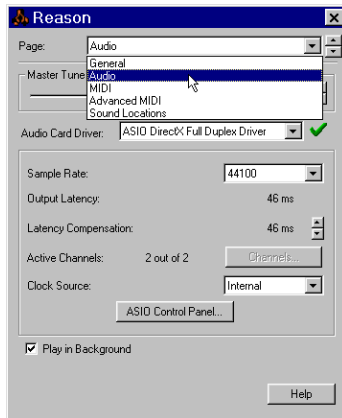 Reason
Page: Audio
General
Audio
MIDI
Advanced MIDI
Sound Locations
Master Tune
Audio Card Driver: ASIO DirectX Full Duplex Driver
Sample Rate: 44100
Output Latency: 46 ms
Latency Compensation: 46 ms
Active Channels: 2 out of 2 Channels...
Clock Source: Internal
ASIO Control Panel...
Play in Background
Help